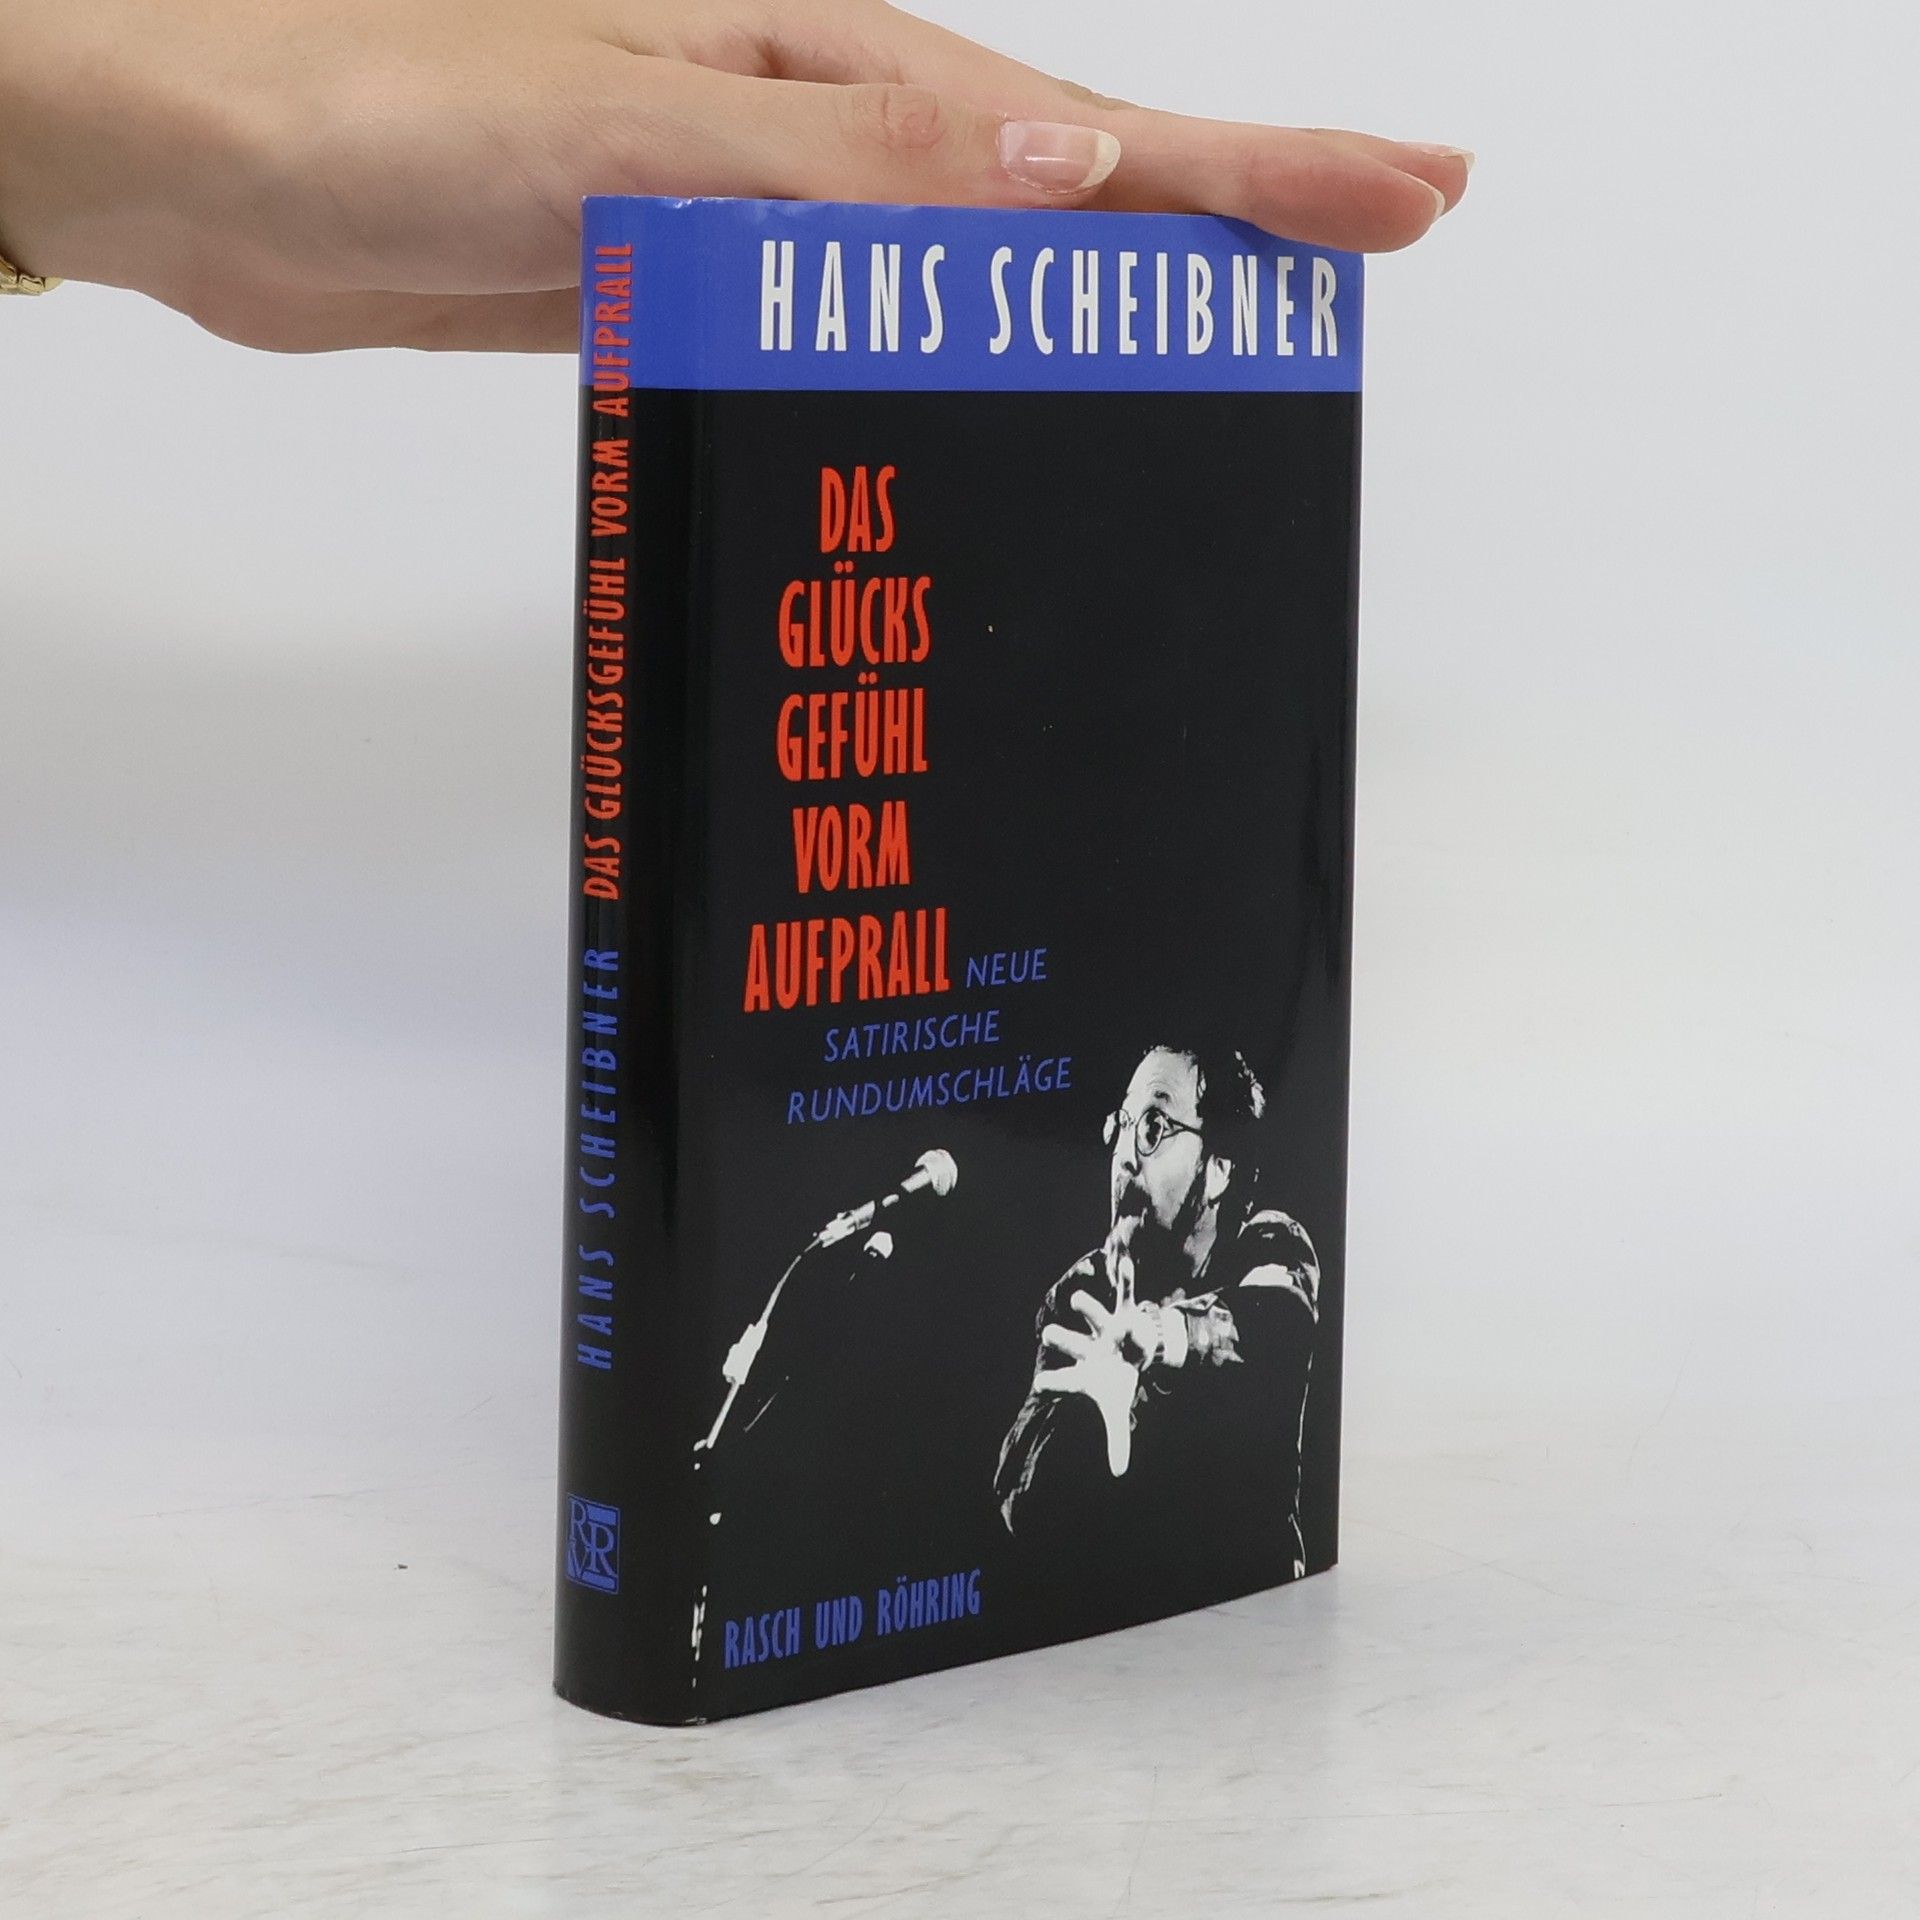 HANS SCHEIBNER
DAS
GLÜCKS
GEFÜHL
VORM
AUFPRALL NEUE
SATIRISCHE
RUNDUMSCHLÄGE
RASCH UND RÖHRING
HANS SCHEIBNER DAS GLÜCKSGEFÜHL VORM AUFPRALL
RRV